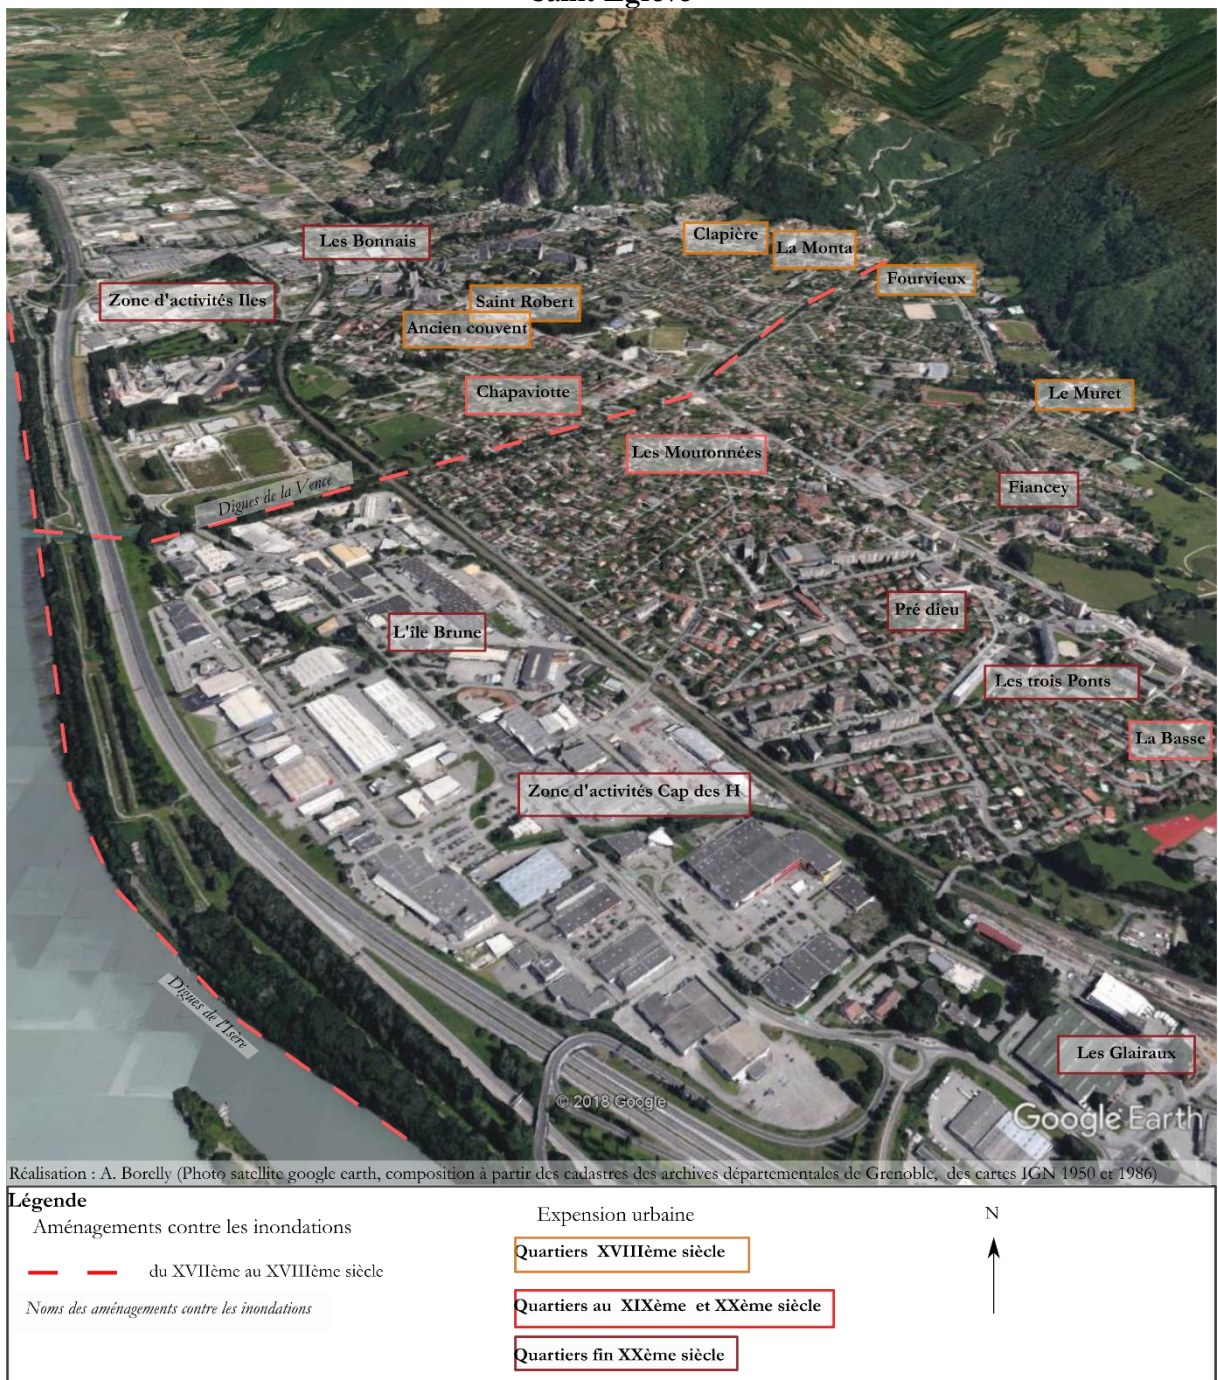 Clapière
La Monta
Les Bonnais
Fourvieux
Zone d'activités Iles
Saint Robert
Ancien couvent
Chapaviotte
Le Muret
Les Moutonnées
Digues de la Vence
Fiancey
Pré dieu
L'île Brune
Les trois Ponts
La Basse
Zone d'activités Cap des H
Digues de l'Isère
Les Glairaux
© 2018 Google
Google Earth
Réalisation : A. Borelly (Photo satellite google earth, composition à partir des cadastres des archives départementales de Grenoble, des cartes IGN 1950 et 1986)
Légende
Aménagements contre les inondations
du XVIIème au XVIIIème siècle
Noms des aménagements contre les inondations
Expension urbaine
Quartiers XVIIIème siècle
Quartiers au XIXème et XXème siècle
Quartiers fin XXème siècle
N